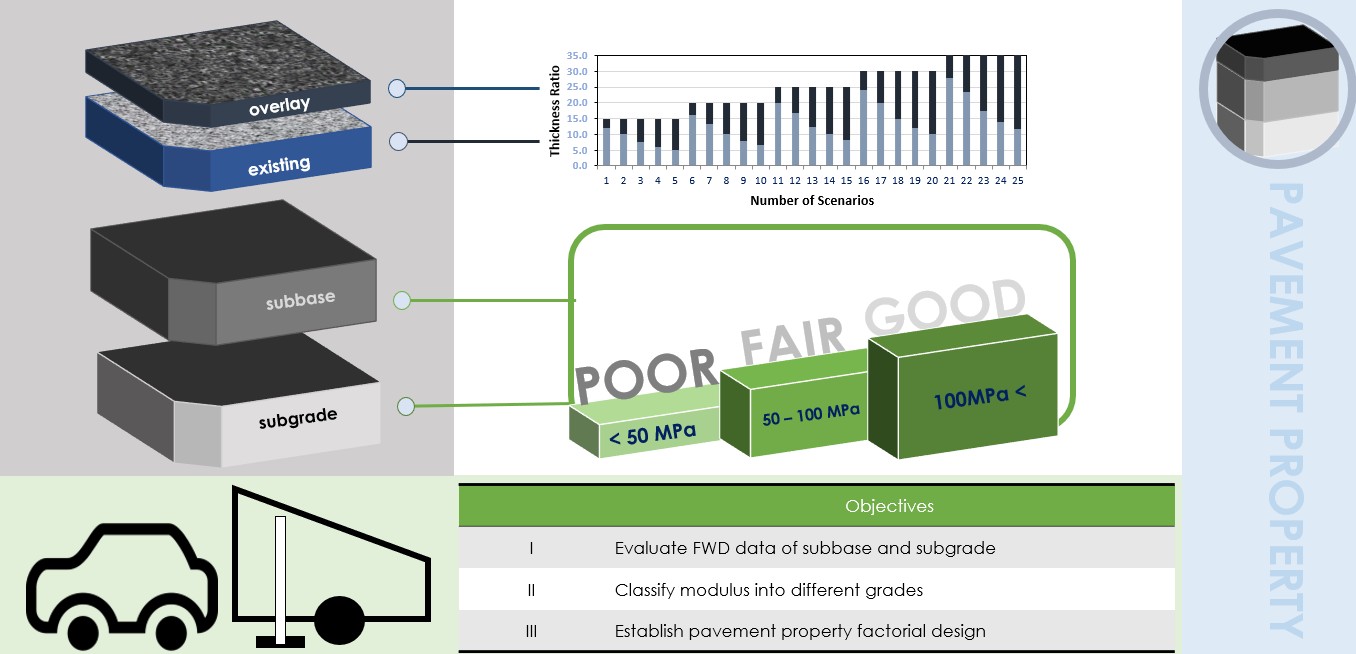 overlay
existing
subbase
subgrade
Thickness Ratio
35.0
30.0
25.0
20.0
15.0
10.0
5.0
0.0
1 2 3 4 5 6 7 8 9 10 11 12 13 14 15 16 17 18 19 20 21 22 23 24 25
Number of Scenarios
POOR FAIR GOOD
< 50 MPa
50 – 100 MPa
100MPa <
Objectives
I Evaluate FWD data of subbase and subgrade
II Classify modulus into different grades
III Establish pavement property factorial design
PAVEMENT PROPERTY